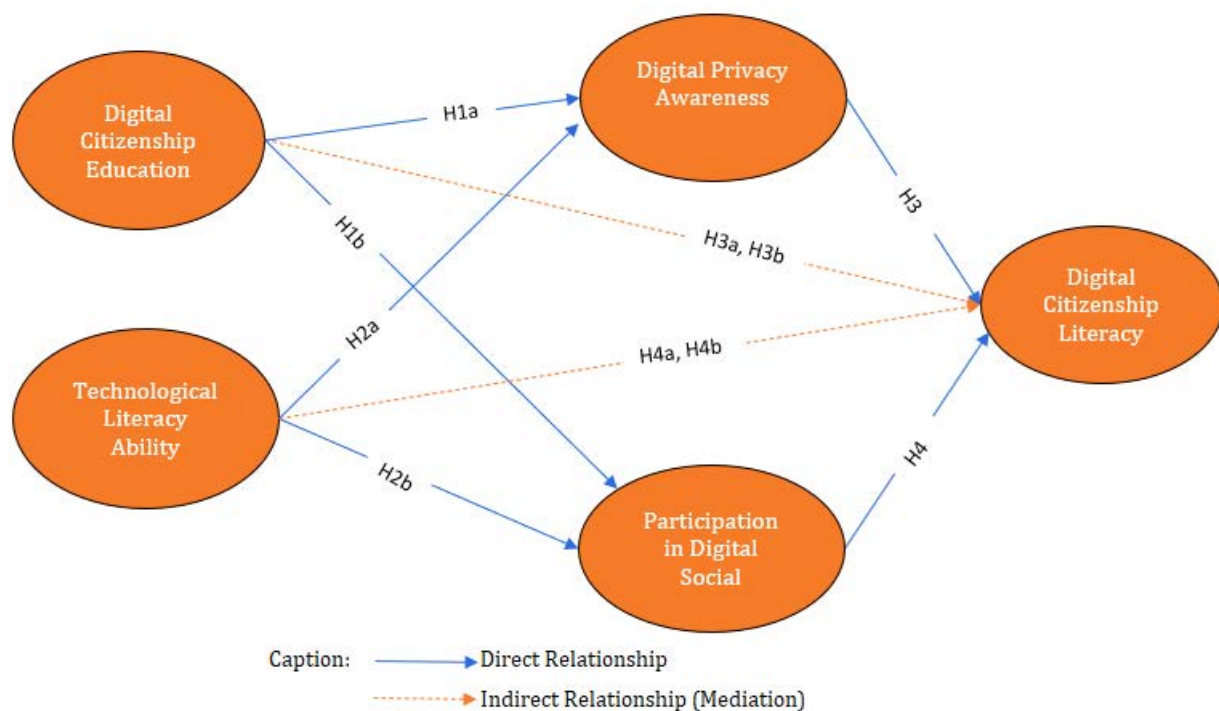 Digital Privacy
Awareness
Digital
Citizenship
Education
H1a
H1b
H3
H3a, H3b
Digital
Citizenship
Literacy
H2a
H4a, H4b
Technological
Literacy
Ability
H2b
H4
Participation
in Digital
Social
Caption:
Direct Relationship
Indirect Relationship (Mediation)